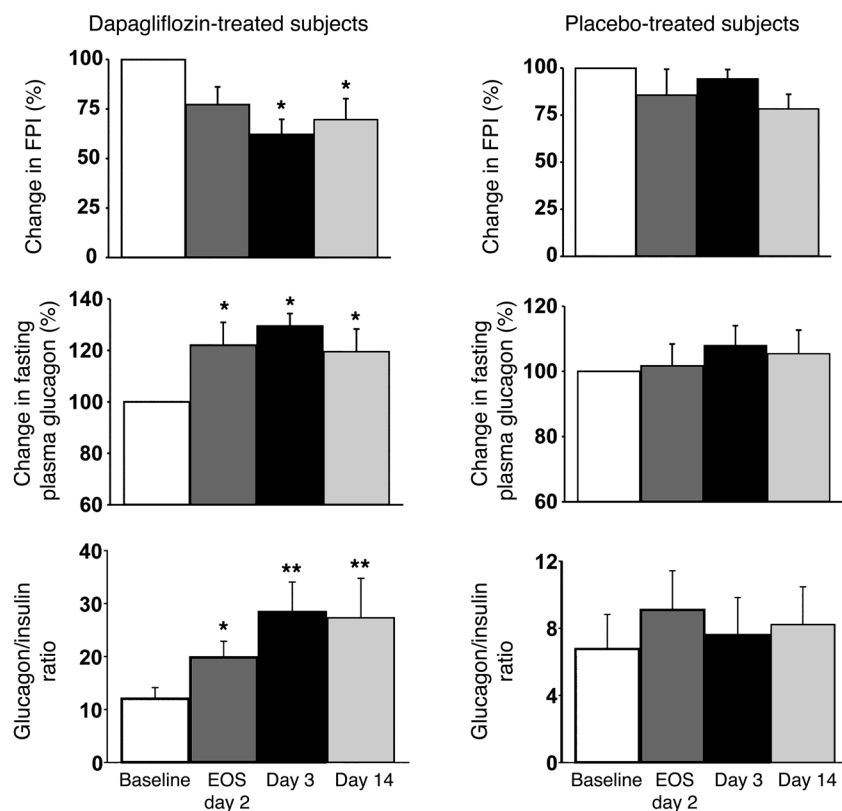 Dapagliflozin-treated subjects
Placebo-treated subjects
Change in FPI (%)
100
75
50
25
0
*
*
Change in FPI (%)
100
75
50
25
0
Change in fasting
plasma glucagon (%)
140
120
100
80
60
*
*
*
Change in fasting
plasma glucagon (%)
120
100
80
60
Glucagon/insulin
ratio
40
30
20
10
0
*
**
**
Baseline
EOS
day 2
Day 3
Day 14
Glucagon/insulin
ratio
12
8
4
0
Baseline
EOS
day 2
Day 3
Day 14